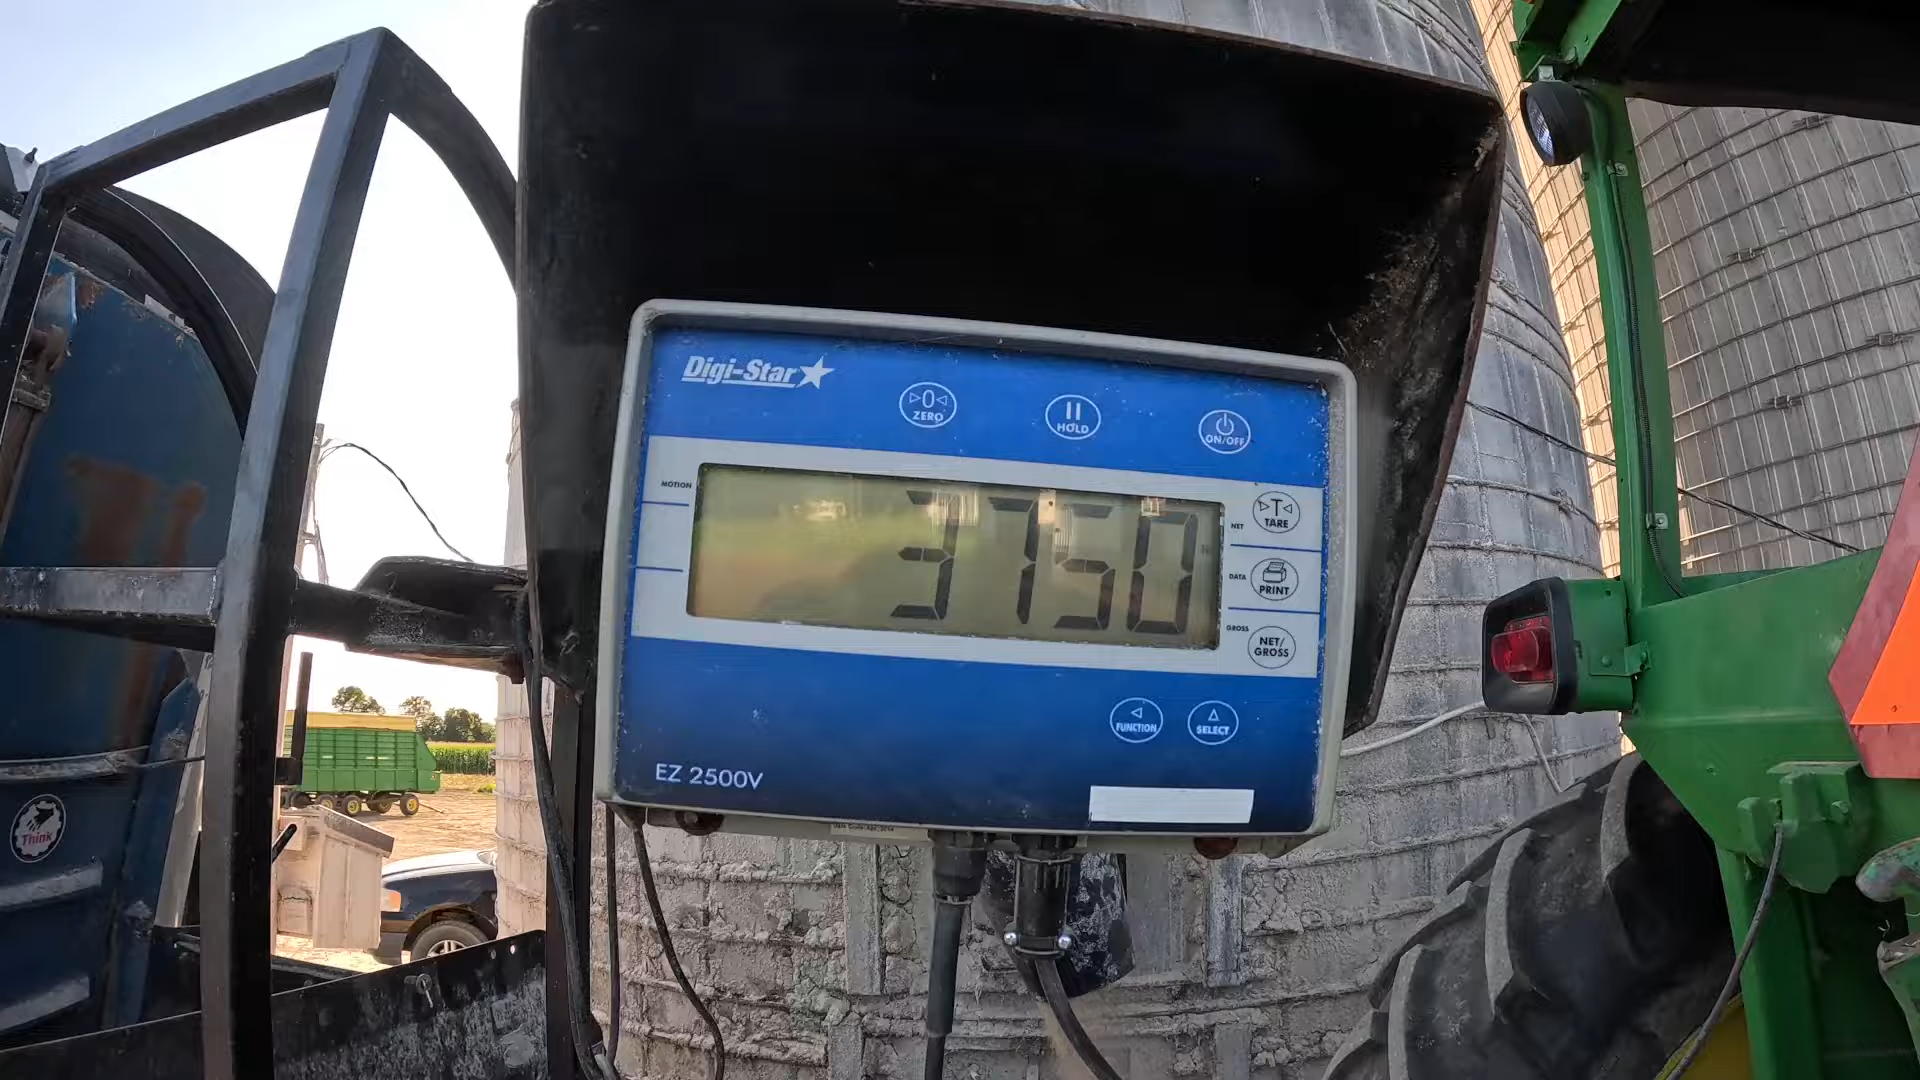 Digi-Star
▷0◁
ZERO
HOLD
ON/OFF
MOTION
3750
NET
▷T◁
TARE
DATA
PRINT
GROSS
NET/
GROSS
FUNCTION
SELECT
EZ 2500V
Think